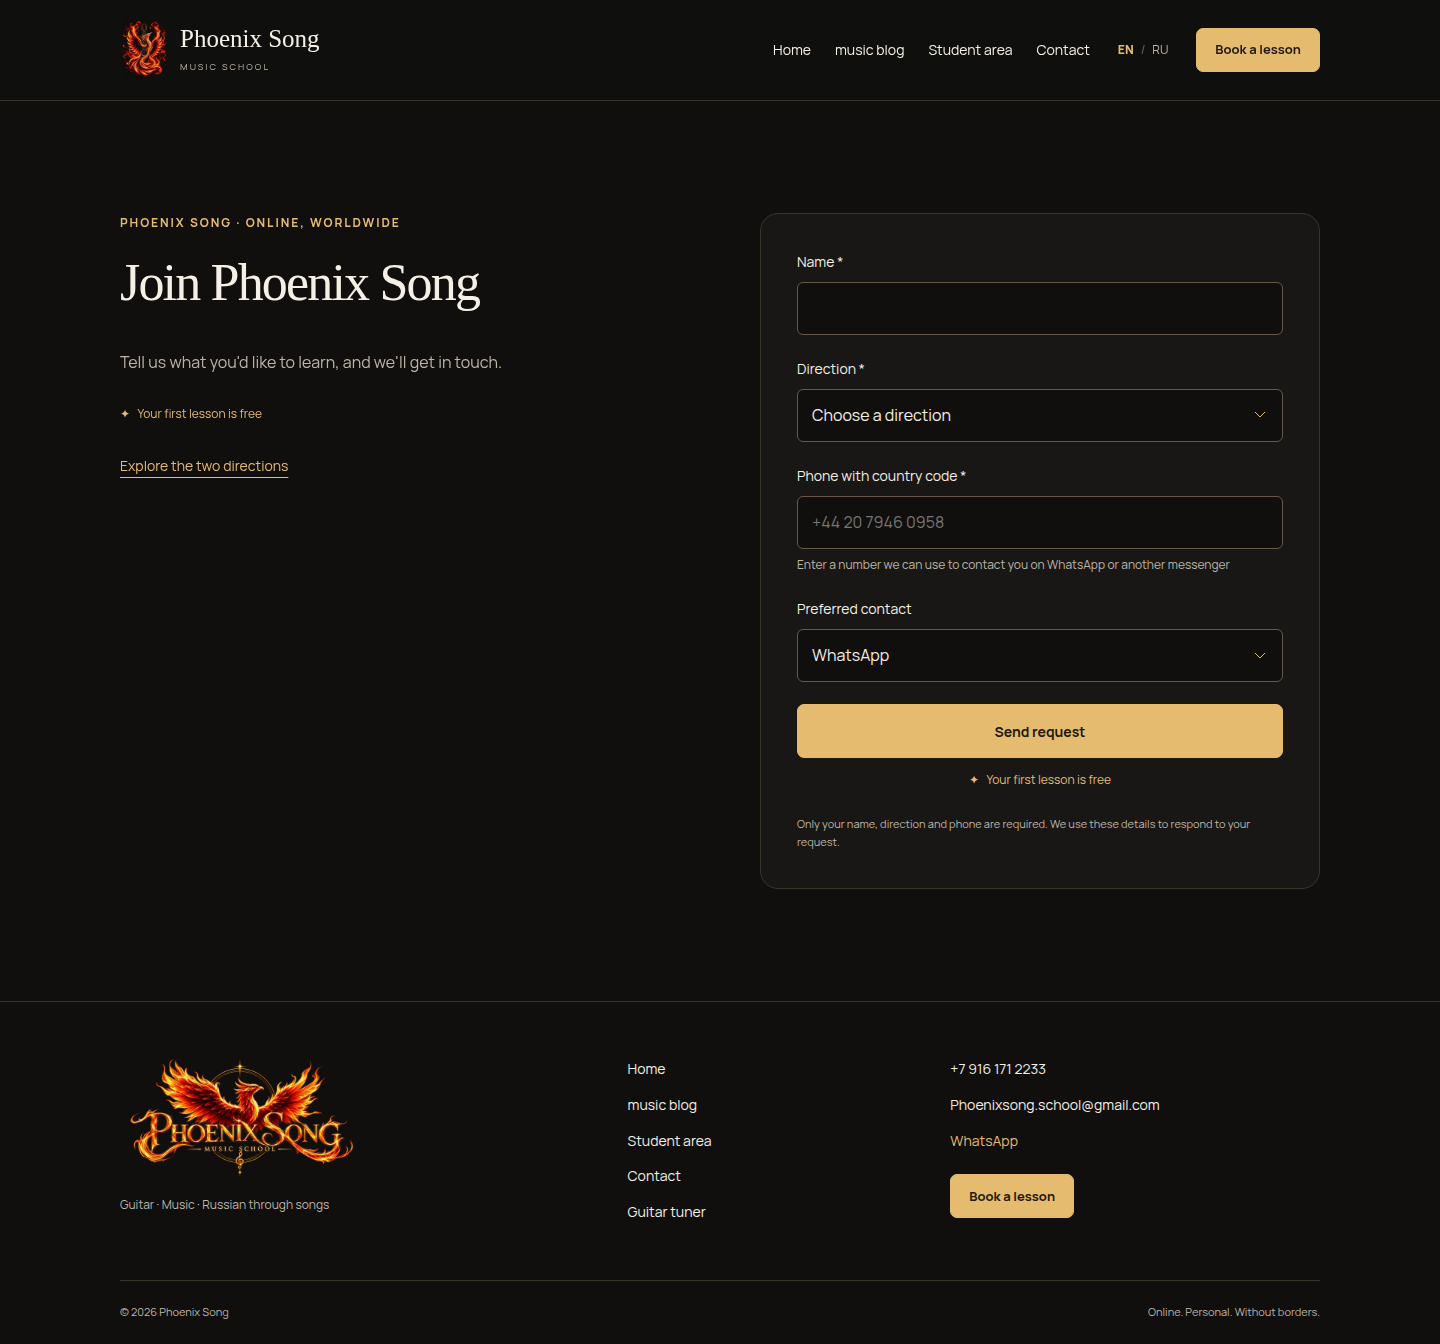 Phoenix Song
MUSIC SCHOOL
Home
music blog
Student area
Contact
EN / RU
Book a lesson
PHOENIX SONG · ONLINE, WORLDWIDE
Join Phoenix Song
Tell us what you'd like to learn, and we'll get in touch.
✦ Your first lesson is free
Explore the two directions
Name *
Direction *
Choose a direction
Phone with country code *
+44 20 7946 0958
Enter a number we can use to contact you on WhatsApp or another messenger
Preferred contact
WhatsApp
Send request
✦ Your first lesson is free
Only your name, direction and phone are required. We use these details to respond to your
request.
PHOENIX SONG
MUSIC SCHOOL
Guitar · Music · Russian through songs
Home
music blog
Student area
Contact
Guitar tuner
+7 916 171 2233
Phoenixsong.school@gmail.com
WhatsApp
Book a lesson
© 2026 Phoenix Song
Online. Personal. Without borders.